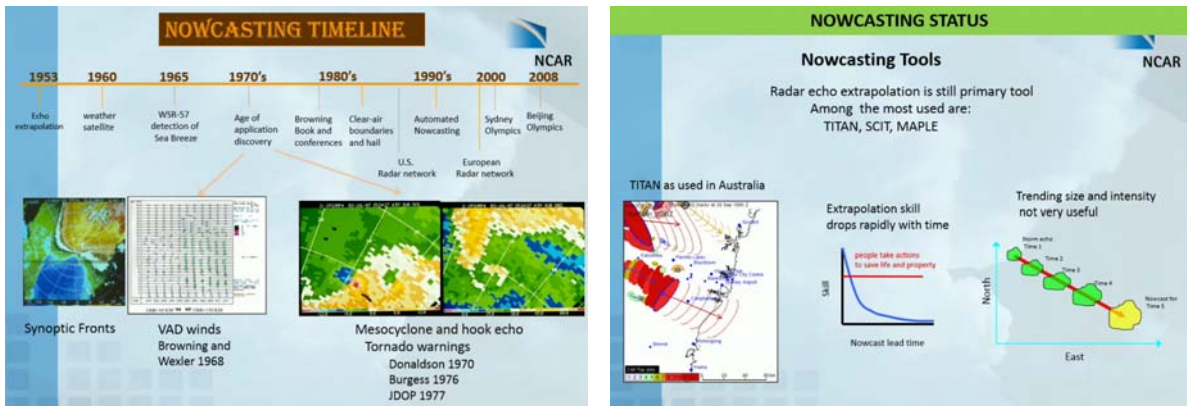 NOWCASTING TIMELINE
NCAR
1953
1960
1965
1970's
1980's
1990's
2000
2008
Echo
extrapolation
weather
satellite
WSR-57
detection of
Sea Breeze
Age of
application
discovery
Browning
Book and
conferences
Clear-air
boundaries
and hail
Automated
Nowcasting
Sydney
Olympics
Beijing
Olympics
U.S.
Radar network
European
Radar network
Synoptic Fronts
VAD winds
Browning and
Wexler 1968
Mesocyclone and hook echo
Tornado warnings
Donaldson 1970
Burgess 1976
JDOP 1977
NOWCASTING STATUS
Nowcasting Tools
NCAR
Radar echo extrapolation is still primary tool
Among the most used are:
TITAN, SCIT, MAPLE
TITAN as used in Australia
Extrapolation skill
drops rapidly with time
people take actions
to save life and property
Skill
Nowcast lead time
Trending size and intensity
not very useful
Storm echo
Time 1
Time 2
Time 3
Time 4
Nowcast for
Time 5
North
East